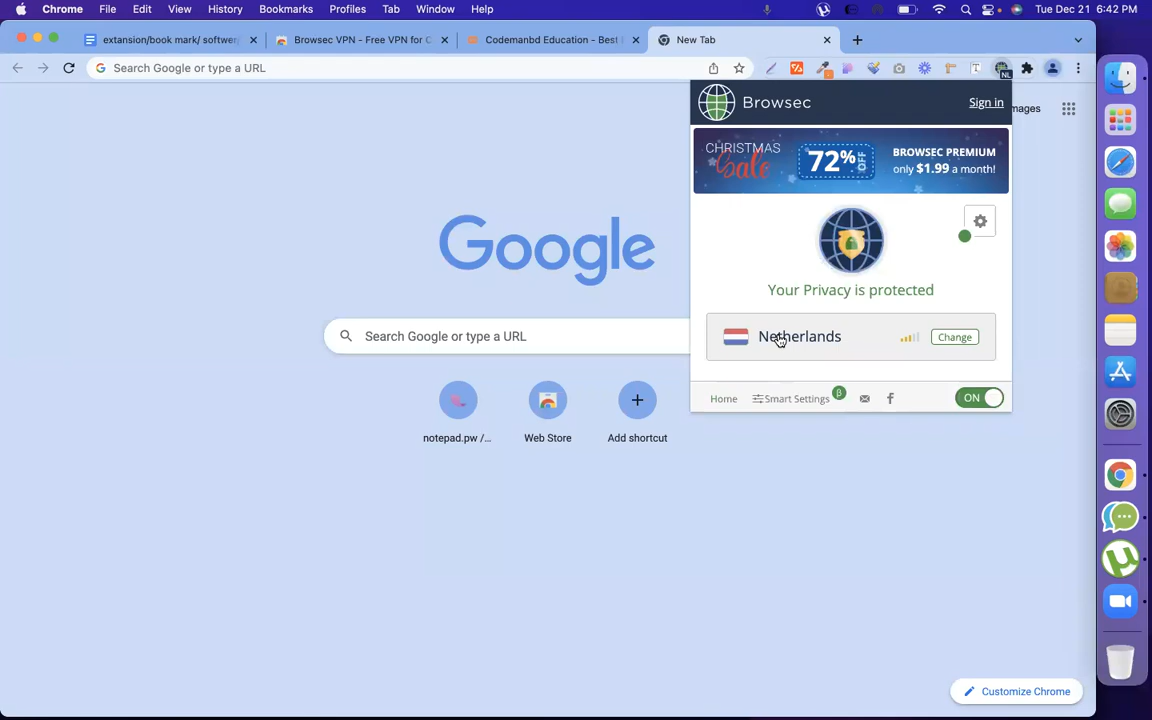 Chrome File Edit View History Bookmarks Profiles Tab Window Help Tue Dec 21 6:42 PM
extansion/book mark/ softwer/ Browsec VPN - Free VPN for C Codemanbd Education - Best New Tab
Search Google or type a URL
NL
Browsec Sign in
mages
CHRISTMAS
Sale
72% OFF
BROWSEC PREMIUM
only $1.99 a month!
Google
Your Privacy is protected
Search Google or type a URL
Netherlands Change
Home Smart Settings β ON
notepad.pw /... Web Store Add shortcut
Customize Chrome